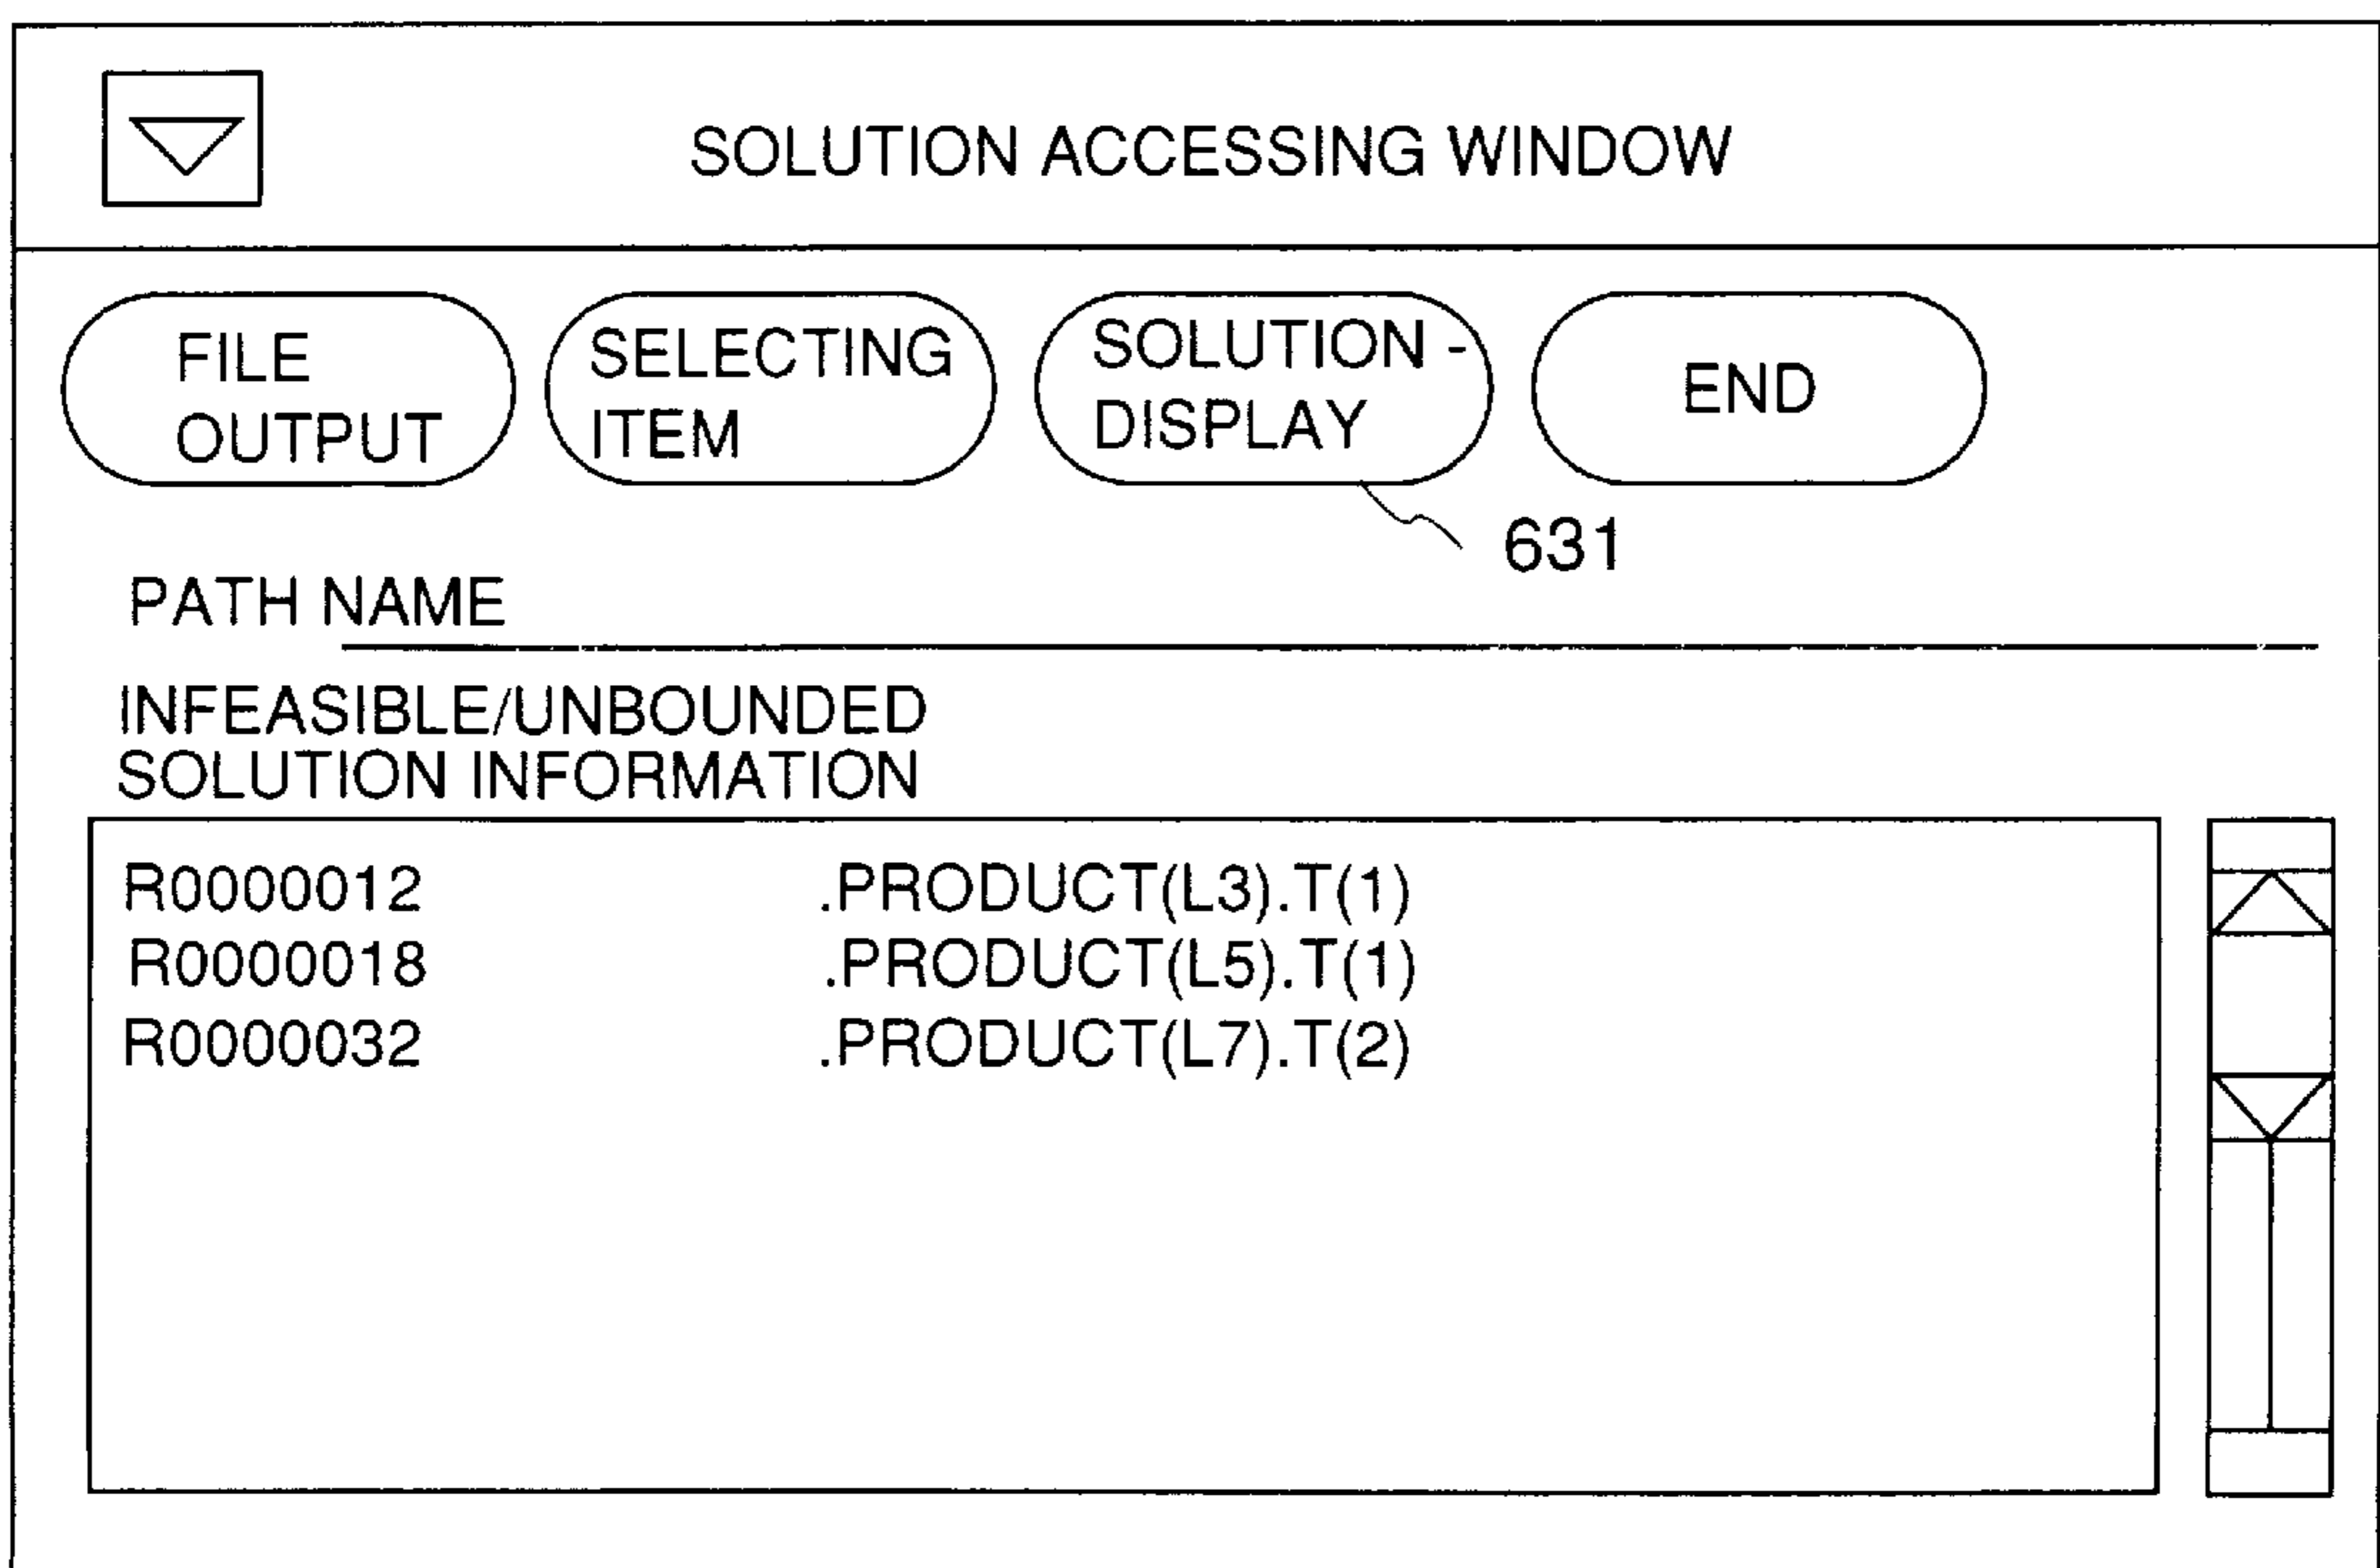 SOLUTION ACCESSING WINDOW
FILE
OUTPUT
SELECTING
ITEM
SOLUTION -
DISPLAY
END
631
PATH NAME
INFEASIBLE/UNBOUNDED
SOLUTION INFORMATION
R0000012 .PRODUCT(L3).T(1)
R0000018 .PRODUCT(L5).T(1)
R0000032 .PRODUCT(L7).T(2)